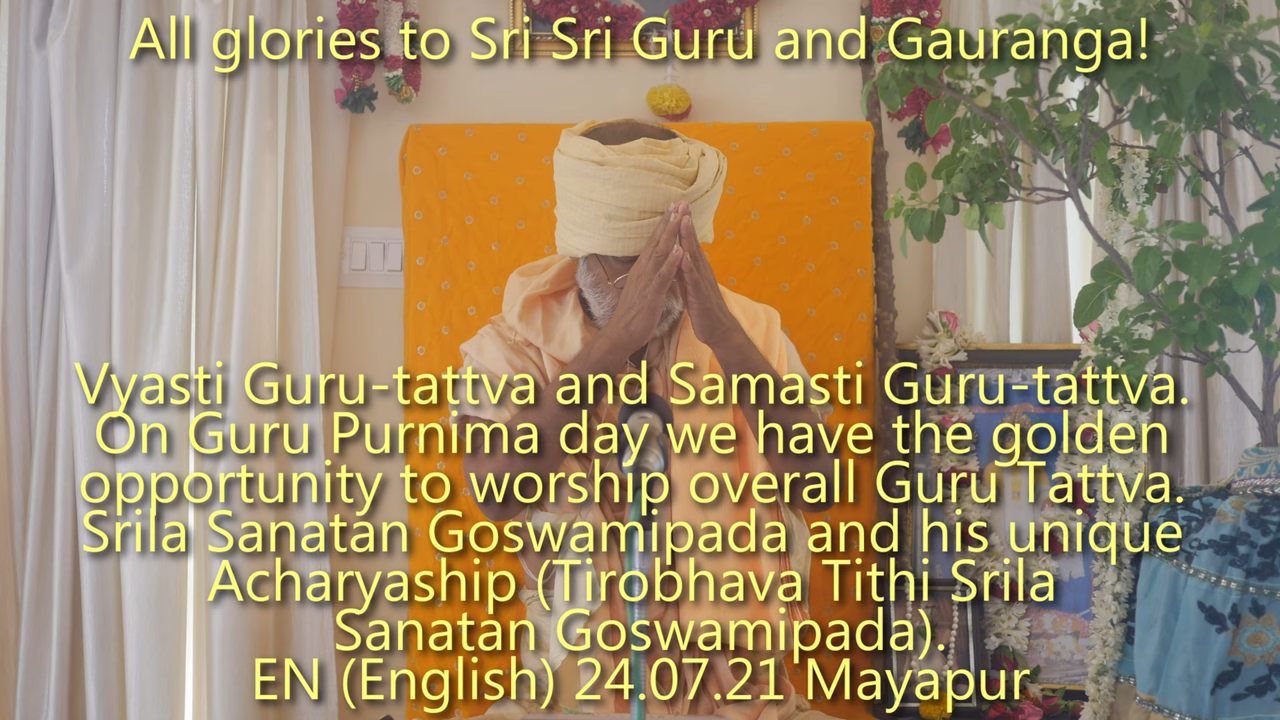 All glories to Sri Sri Guru and Gauranga!
Vyasti Guru-tattva and Samasti Guru-tattva.
On Guru Purnima day we have the golden
opportunity to worship overall Guru Tattva.
Srila Sanatan Goswamipada and his unique
Acharyaship (Tirobhava Tithi Srila
Sanatan Goswamipada).
EN (English) 24.07.21 Mayapur